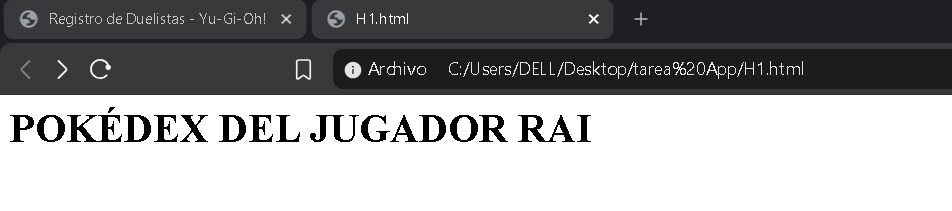 Registro de Duelistas - Yu-Gi-Oh!
H1.html
Archivo C:/Users/DELL/Desktop/tarea%20App/H1.html
POKÉDEX DEL JUGADOR RAI